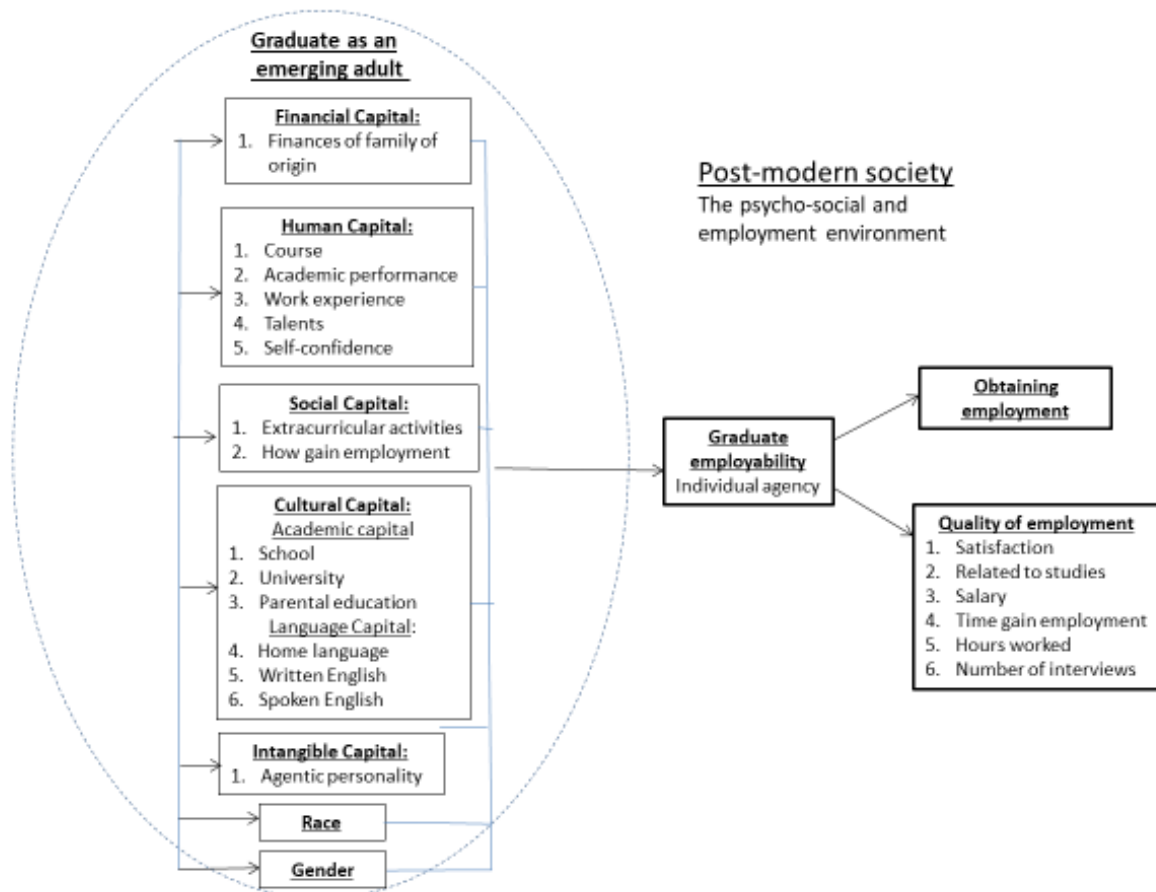 Graduate as an
emerging adult
Financial Capital:
1. Finances of family of
origin
Human Capital:
1. Course
2. Academic performance
3. Work experience
4. Talents
5. Self-confidence
Social Capital:
1. Extracurricular activities
2. How gain employment
Cultural Capital:
Academic capital
1. School
2. University
3. Parental education
Language Capital:
4. Home language
5. Written English
6. Spoken English
Intangible Capital:
1. Agentic personality
Race
Gender
Post-modern society
The psycho-social and
employment environment
Graduate
employability
Individual agency
Obtaining
employment
Quality of employment
1. Satisfaction
2. Related to studies
3. Salary
4. Time gain employment
5. Hours worked
6. Number of interviews